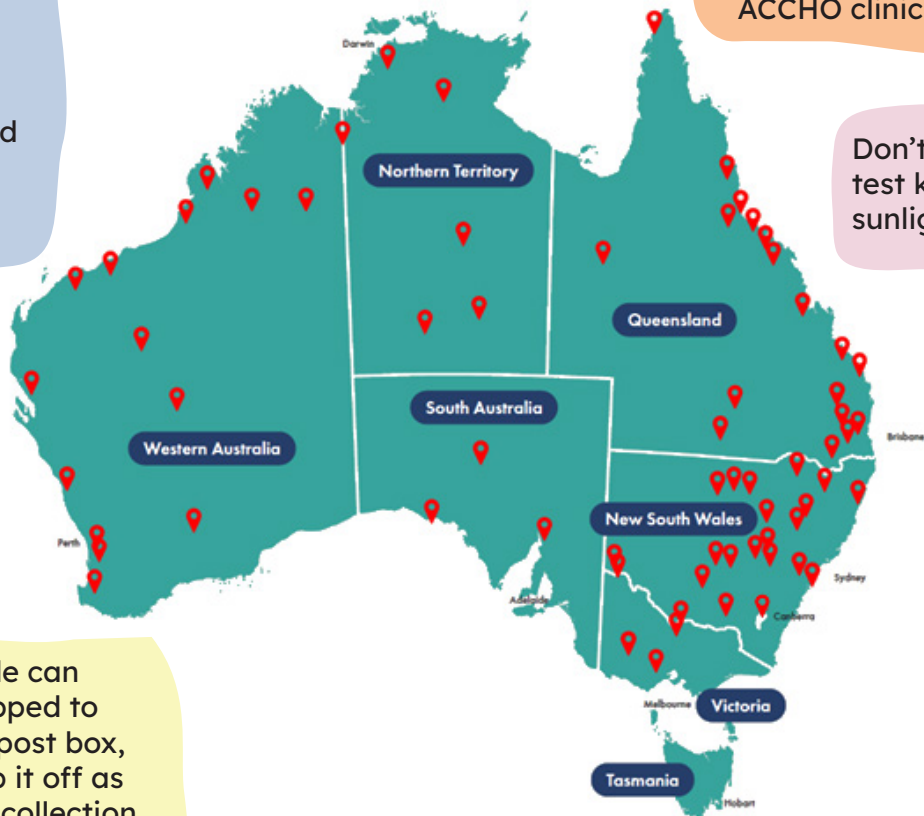 ACCHO clinic
d
Don't
test k
sunlig
Darwin
Northern Territory
Queensland
South Australia
Western Australia
Brisbane
New South Wales
Perth
Sydney
Adelaide
Canberra
Melbourne
Victoria
Tasmania
Hobart
le can
pped to
post box,
p it off as
collection